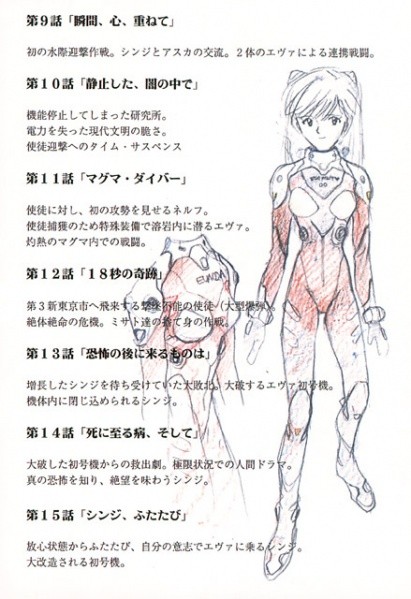 第９話「瞬間、心、重ねて」
初の水際迎撃作戦。シンジとアスカの交流。２体のエヴァによる連携戦闘。
第１０話「静止した、闇の中で」
機能停止してしまった研究所。
電力を失った現代文明の脆さ。
使徒迎撃へのタイム・サスペンス
第１１話「マグマ・ダイバー」
使徒に対し、初の攻勢を見せるネルフ。
使徒捕獲のため特殊装備で溶岩内に潜るエヴァ。
灼熱のマグマ内での戦闘。
第１２話「１８秒の奇跡」
第３新東京市へ飛来する撃墜不能の使徒（大型爆弾）。
絶体絶命の危機。ミサト達の捨て身の作戦。
第１３話「恐怖の後に来るものは」
増長したシンジを待ち受けていた大敗北。大破するエヴァ初号機。
機体内に閉じ込められるシンジ。
第１４話「死に至る病、そして」
大破した初号機からの救出劇。極限状況での人間ドラマ。
真の恐怖を知り、絶望を味わうシンジ。
第１５話「シンジ、ふたたび」
放心状態からふたたび、自分の意志でエヴァに乗るシンジ。
大改造される初号機。